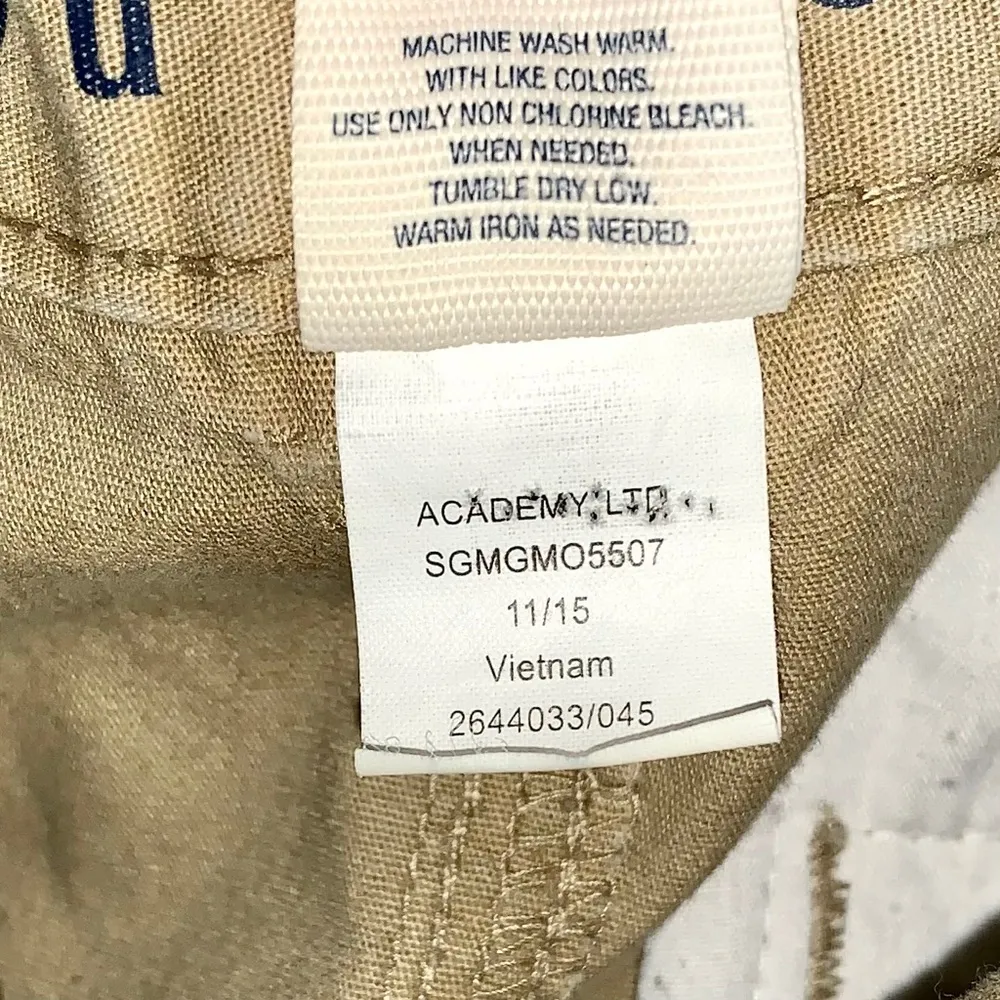 u
MACHINE WASH WARM.
WITH LIKE COLORS.
USE ONLY NON CHLORINE BLEACH.
WHEN NEEDED.
TUMBLE DRY LOW.
WARM IRON AS NEEDED.
ACADEMY, LTD.
SGMGMO5507
11/15
Vietnam
2644033/045